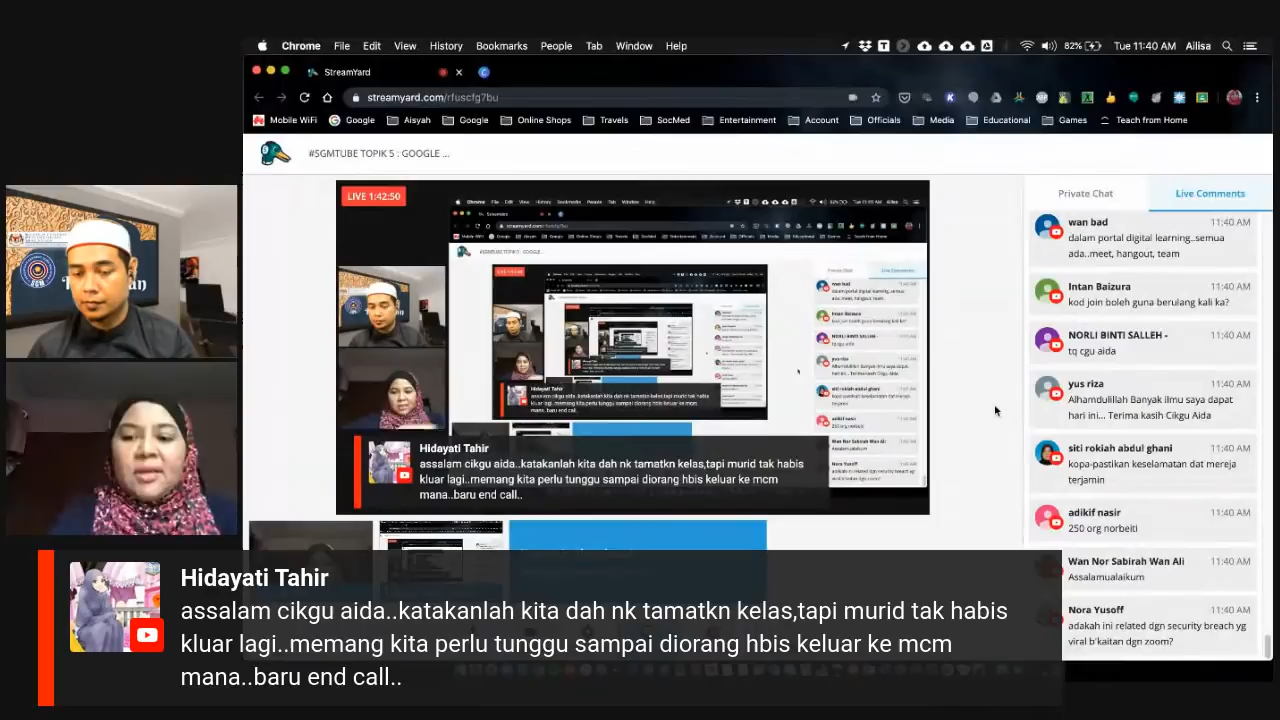 Chrome File Edit View History Bookmarks People Tab Window Help
82% Tue 11:40 AM Ailisa
StreamYard
streamyard.com/rfuscfg7bu
Mobile WiFi Google Aisyah Google Online Shops Travels SocMed Entertainment Account Officials Media Educational Games Teach from Home
#SGMTUBE TOPIK 5 : GOOGLE ...
LIVE 1:42:50
Hidayati Tahir
assalam cikgu aida..katakanlah kita dah nk tamatkn kelas,tapi murid tak habis
kluar lagi..memang kita perlu tunggu sampai diorang hbis keluar ke mcm
mana..baru end call..
Private Chat Live Comments
wan bad 11:40 AM
dalam portal digital learning..semua
ada..meet, hangout, team
Intan Baizura 11:40 AM
kod join boleh guna berulang kali ka?
NORLI BINTI SALLEH - 11:40 AM
tq cgu aida
yus riza 11:40 AM
Alhamdulillah Banyak ilmu saya dapat
hari ini... Terima kasih Cikgu Aida
siti rokiah abdul ghani 11:40 AM
kopa-pastikan keselamatan dat mereja
terjamin
adikif nasir 11:40 AM
250 org norbeiti
Wan Nor Sabirah Wan Ali 11:40 AM
Assalamualaikum
Nora Yusoff 11:40 AM
adakah ini related dgn security breach yg
viral b'kaitan dgn zoom?
SGM
Hidayati Tahir
assalam cikgu aida..katakanlah kita dah nk tamatkn kelas,tapi murid tak habis
kluar lagi..memang kita perlu tunggu sampai diorang hbis keluar ke mcm
mana..baru end call..